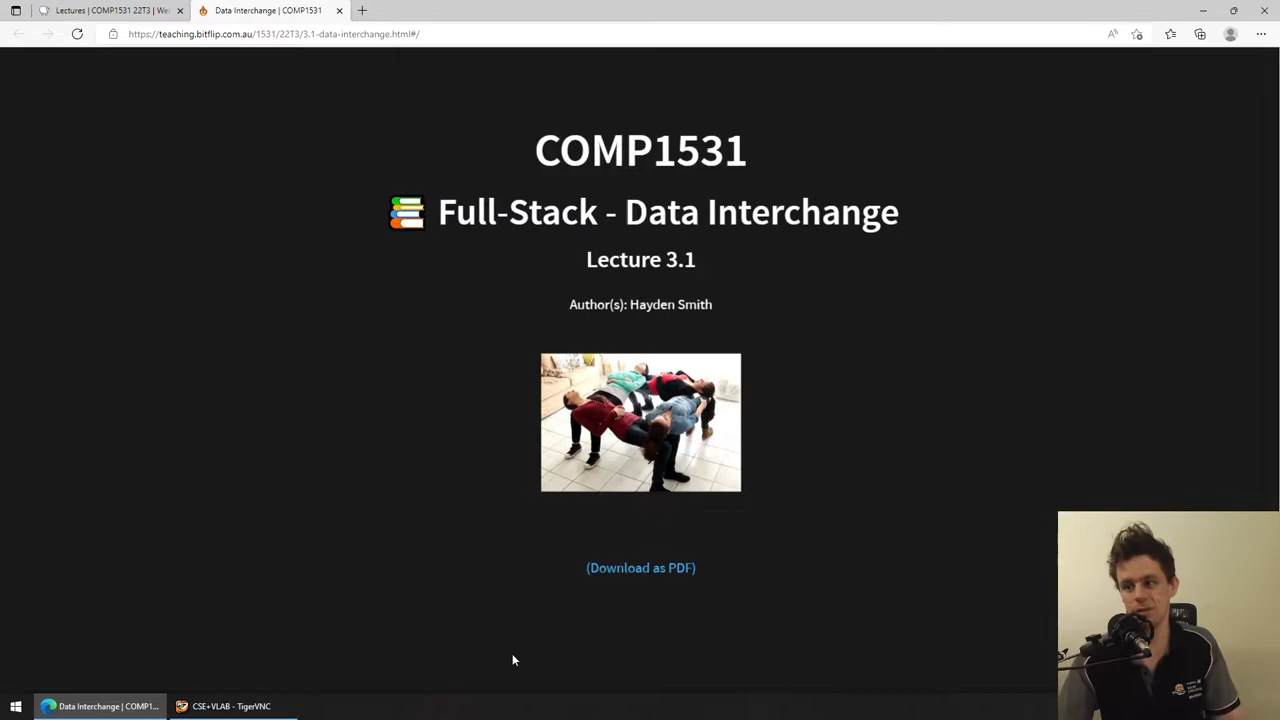 Lectures | COMP1531 22T3 | We
Data Interchange | COMP1531
https://teaching.bitflip.com.au/1531/22T3/3.1-data-interchange.html#/
COMP1531
Full-Stack - Data Interchange
Lecture 3.1
Author(s): Hayden Smith
(Download as PDF)
Data Interchange | COMP1...
CSE+VLAB - TigerVNC